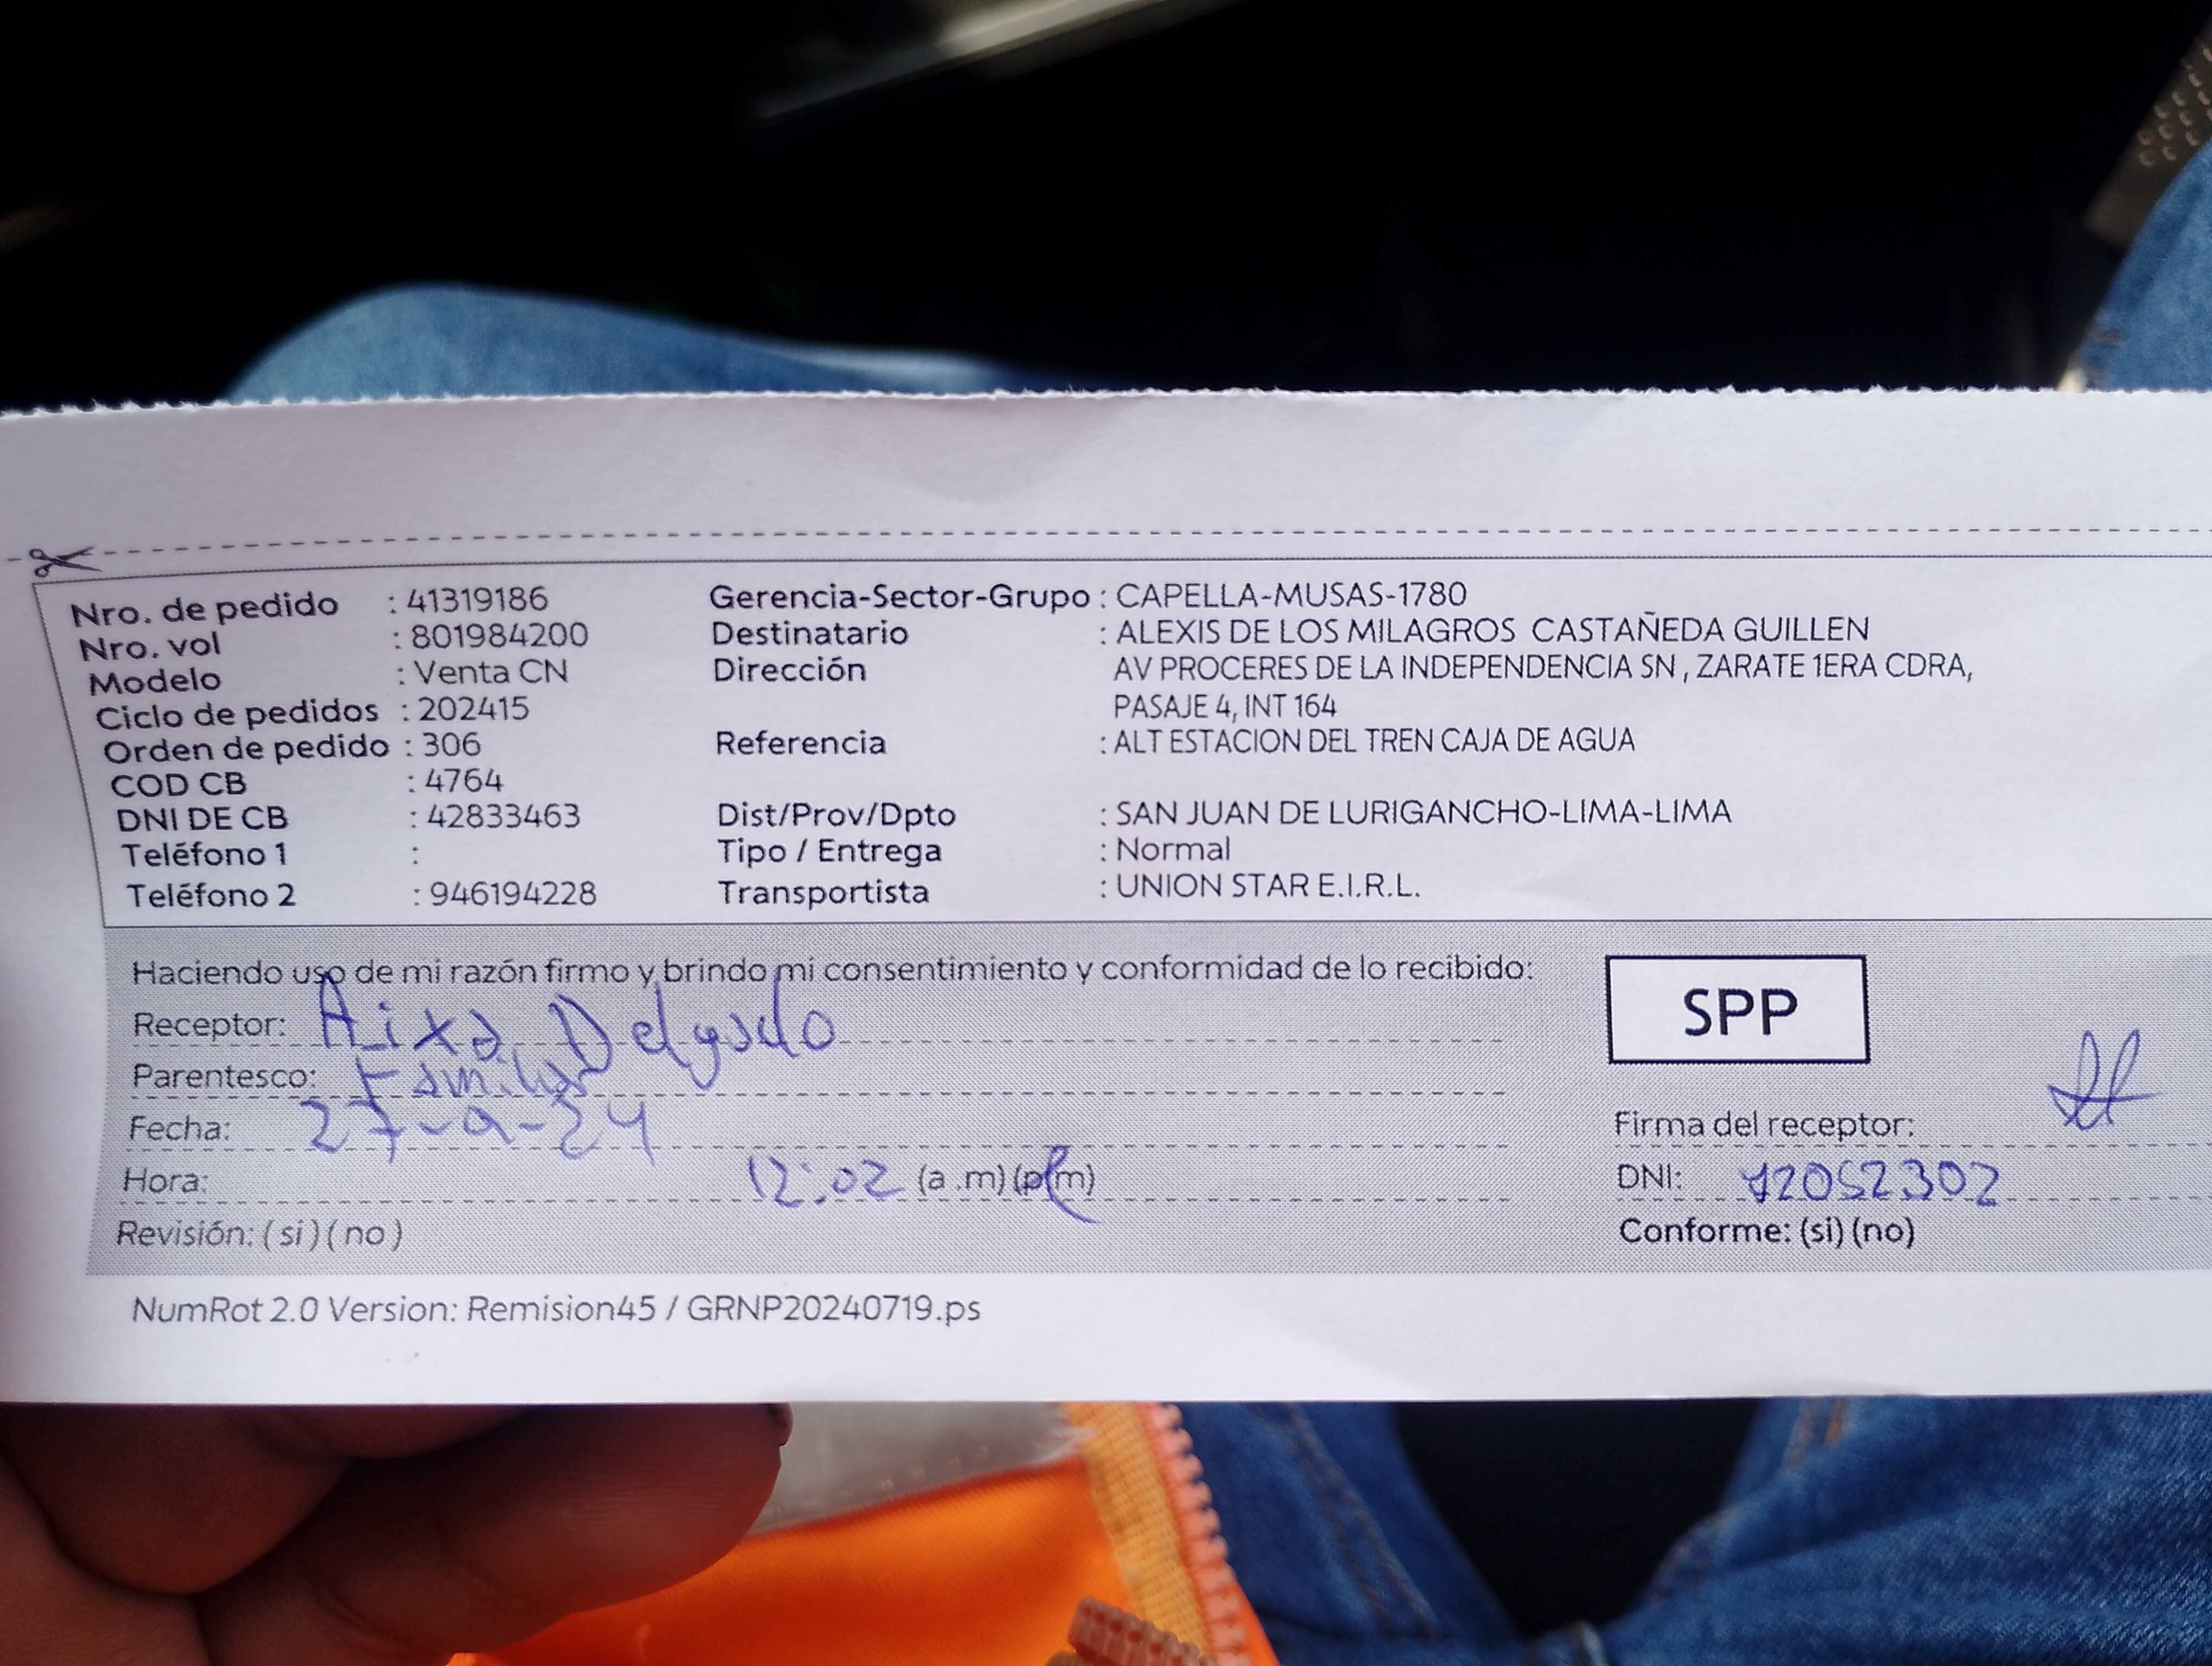 Nro. de pedido : 41319186 Gerencia-Sector-Grupo : CAPELLA-MUSAS-1780
Nro. vol : 801984200 Destinatario : ALEXIS DE LOS MILAGROS CASTAÑEDA GUILLEN
Modelo : Venta CN Dirección AV PROCERES DE LA INDEPENDENCIA SN , ZARATE 1ERA CDRA,
Ciclo de pedidos : 202415 PASAJE 4, INT 164
Orden de pedido : 306 Referencia : ALT ESTACION DEL TREN CAJA DE AGUA
COD CB : 4764
DNI DE CB : 42833463 Dist/Prov/Dpto : SAN JUAN DE LURIGANCHO-LIMA-LIMA
Teléfono 1 : Tipo / Entrega : Normal
Teléfono 2 : 946194228 Transportista : UNION STAR E.I.R.L.
Haciendo uso de mi razón firmo y brindo mi consentimiento y conformidad de lo recibido:
SPP
Receptor: Aixa Delgado
Parentesco: Familiar
Fecha: 27-9-24 Firma del receptor:
Hora: 12:02 (a .m) (p.m) DNI: 72052302
Revisión: ( si ) ( no ) Conforme: (si) (no)
NumRot 2.0 Version: Remision45 / GRNP20240719.ps